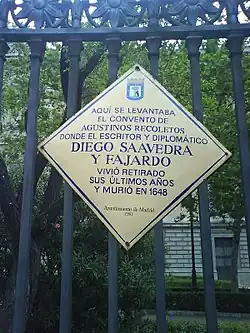 AQUÍ SE LEVANTABA
EL CONVENTO DE
AGUSTINOS RECOLETOS
DONDE EL ESCRITOR Y DIPLOMÁTICO
DIEGO SAAVEDRA
Y FAJARDO
VIVIÓ RETIRADO
SUS ÚLTIMOS AÑOS
Y MURIÓ EN 1648
Ayuntamiento de Madrid